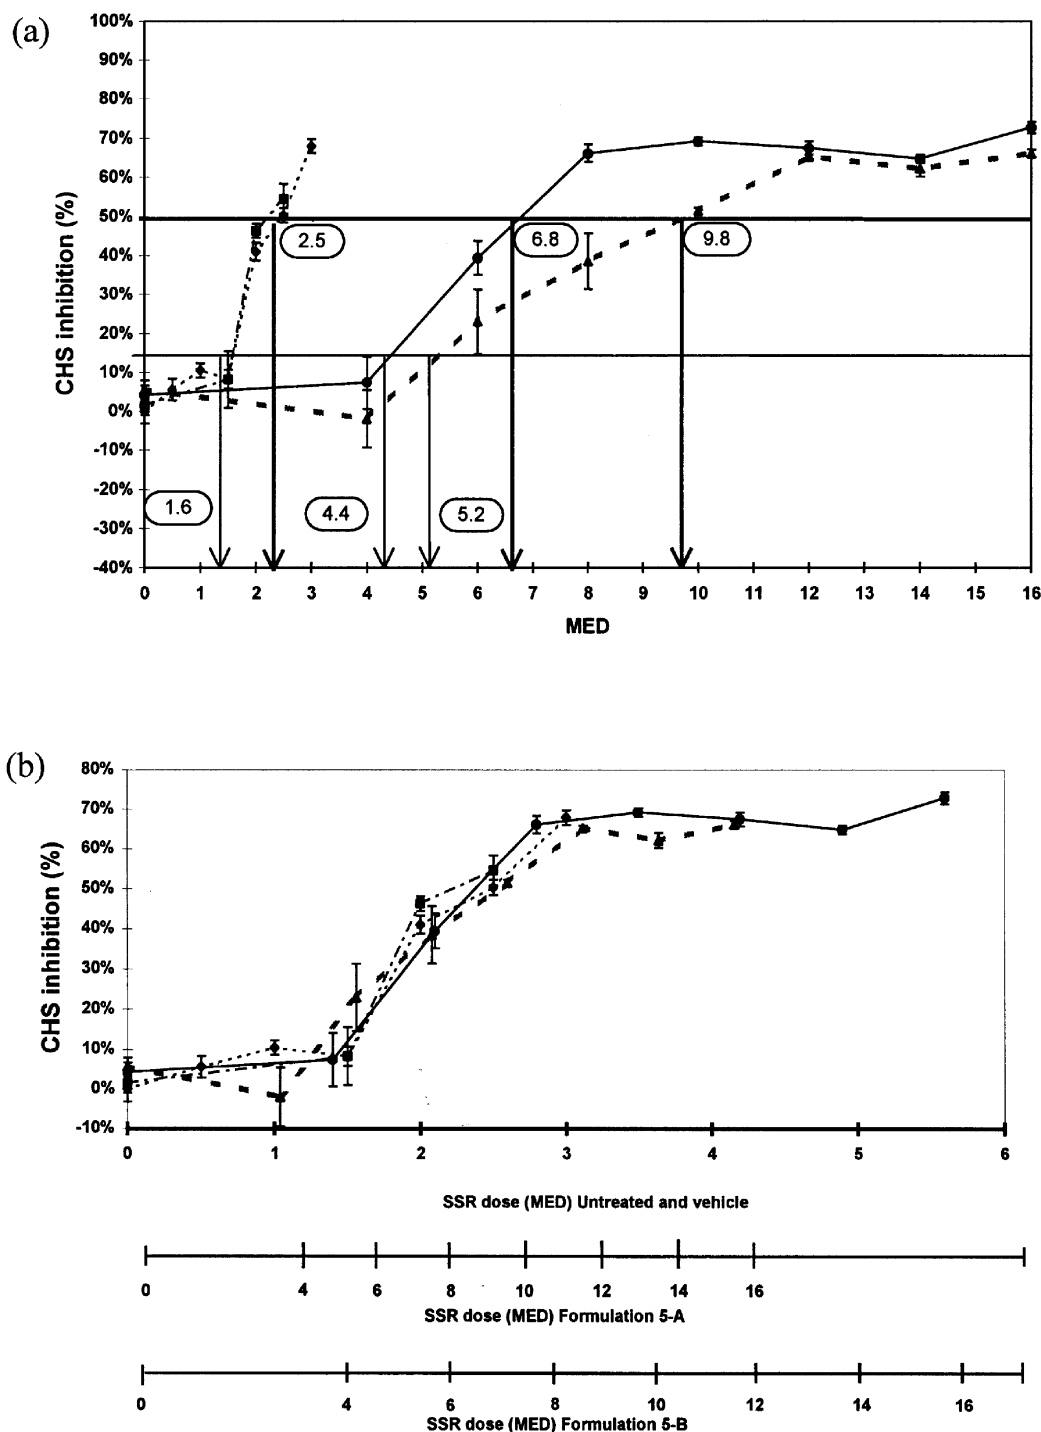 (a)
100%
90%
80%
70%
60%
50%
40%
30%
20%
10%
0%
-10%
-20%
-30%
-40%
CHS inhibition (%)
2.5
6.8
9.8
1.6
4.4
5.2
0 1 2 3 4 5 6 7 8 9 10 11 12 13 14 15 16
MED
(b)
80%
70%
60%
50%
40%
30%
20%
10%
0%
-10%
CHS inhibition (%)
0 1 2 3 4 5 6
SSR dose (MED) Untreated and vehicle
0 4 6 8 10 12 14 16
SSR dose (MED) Formulation 5-A
0 4 6 8 10 12 14 16
SSR dose (MED) Formulation 5-B